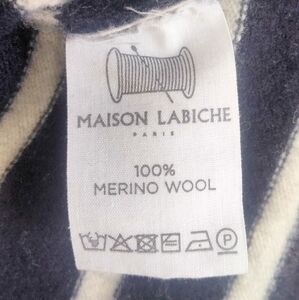 MAISON LABICHE
PARIS
100%
MERINO WOOL